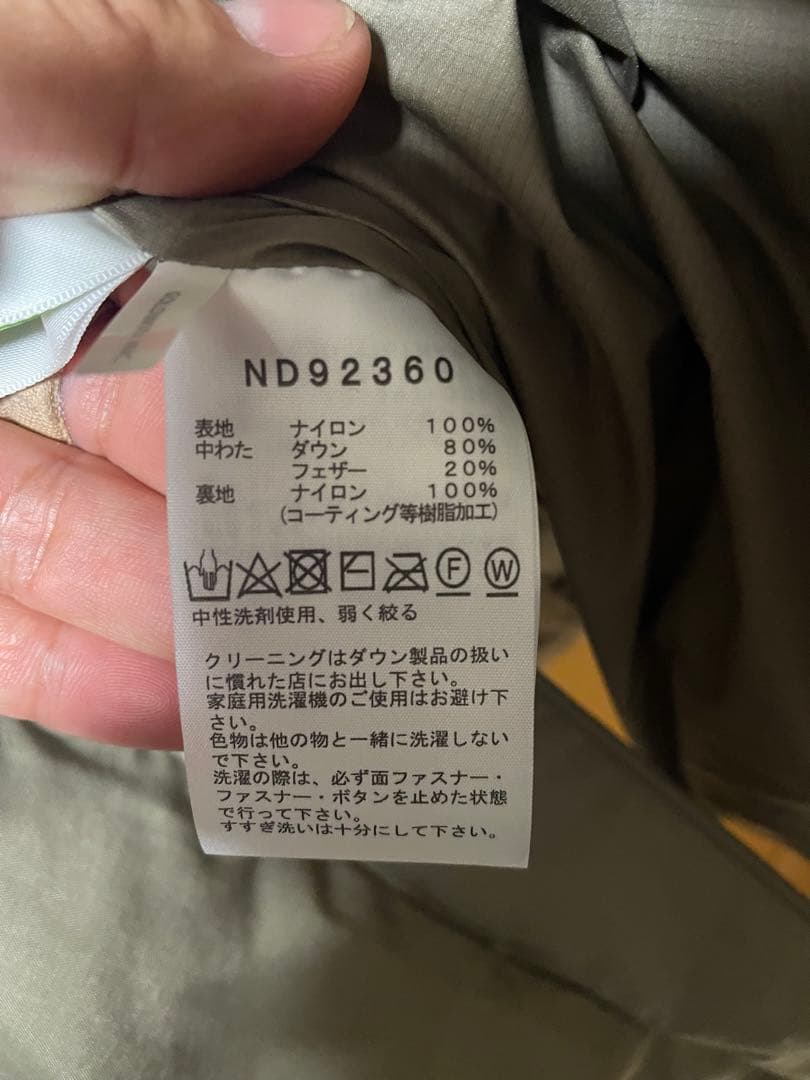 ND92360
表地 ナイロン 100%
中わた ダウン 80%
フェザー 20%
裏地 ナイロン 100%
(コーティング等樹脂加工)
F W
中性洗剤使用、弱く絞る
クリーニングはダウン製品の扱い
に慣れた店にお出し下さい。
家庭用洗濯機のご使用はお避け下
さい。
色物は他の物と一緒に洗濯しない
で下さい。
洗濯の際は、必ず面ファスナー・
ファスナー・ボタンを止めた状態
で行って下さい。
すすぎ洗いは十分にして下さい。